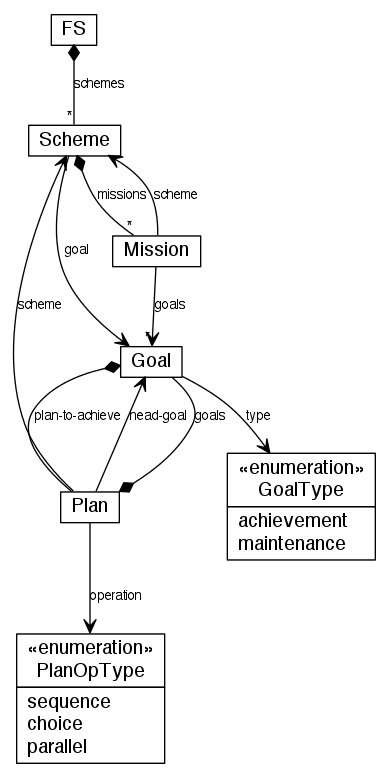 FS
schemes
*
Scheme
missions
scheme
*
goal
Mission
scheme
goals
*
Goal
plan-to-achieve
head-goal
goals
type
«enumeration»
GoalType
achievement
maintenance
Plan
operation
«enumeration»
PlanOpType
sequence
choice
parallel